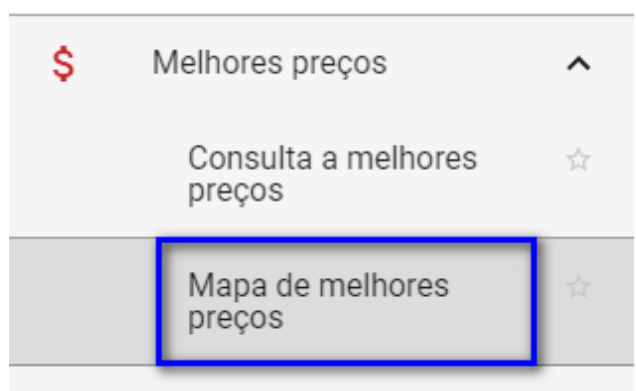 $ Melhores preços
Consulta a melhores
preços
Mapa de melhores
preços